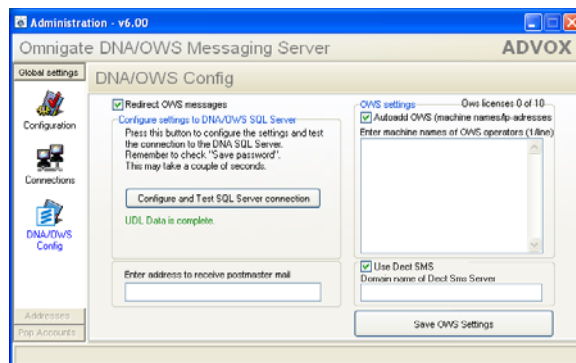 Administration - v6.00
Omnigate DNA/OWS Messaging Server
ADVOX
Global settings
DNA/OWS Config
Configuration
Connections
DNA/OWS
Config
Addresses
Pop Accounts
Redirect OWS messages
Configure settings to DNA/OWS SQL Server
Press this button to configure the settings and test
the connection to the DNA SQL Server.
Remember to check "Save password".
This may take a couple of seconds.
Configure and Test SQL Server connection
UDL Data is complete.
Enter address to receive postmaster mail
OWS settings
Ows licenses 0 of 10
Autoadd OWS (machine names/ip-adresses
Enter machine names of OWS operators (1/line)
Use Dect SMS
Domain name of Dect Sms Server
Save OWS Settings